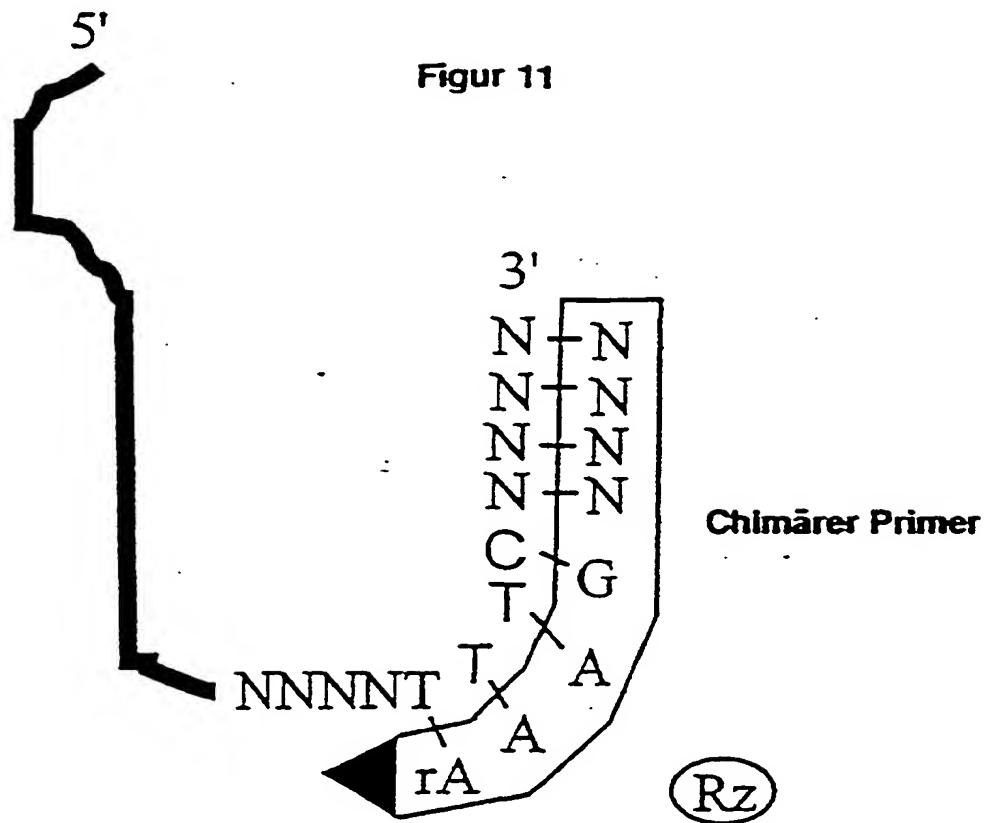 5'
Figur 11
3'
N N
N N
N N
N N
C G
T A
T A
NNNNT
rA
Chimärer Primer
Rz